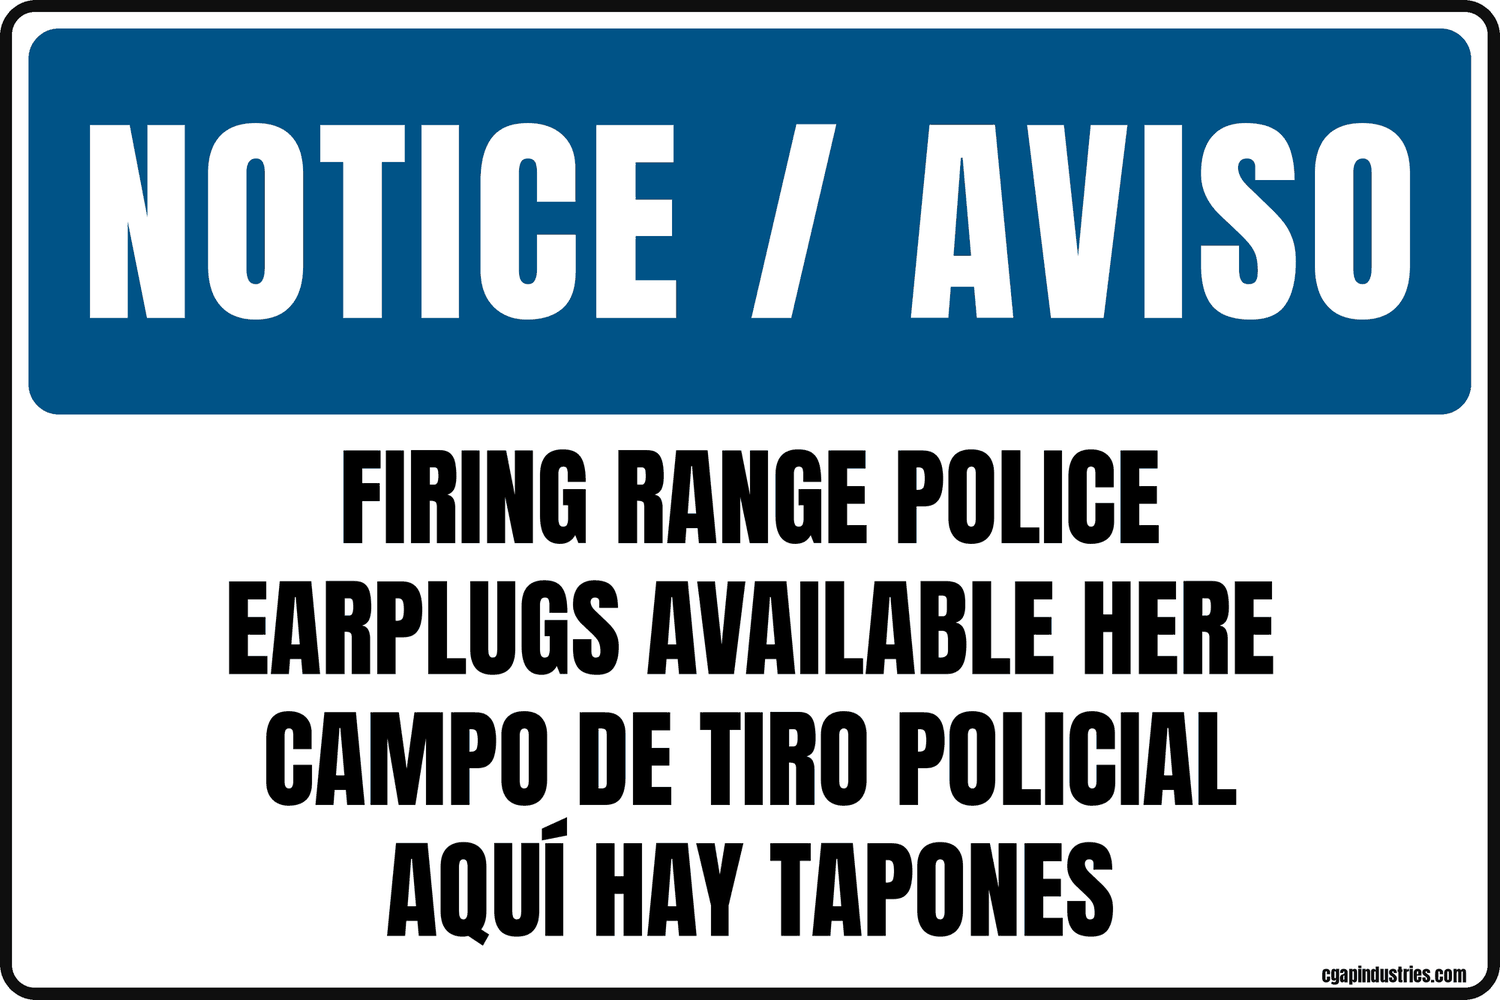 NOTICE / AVISO
FIRING RANGE POLICE
EARPLUGS AVAILABLE HERE
CAMPO DE TIRO POLICIAL
AQUÍ HAY TAPONES
cgapindustries.com